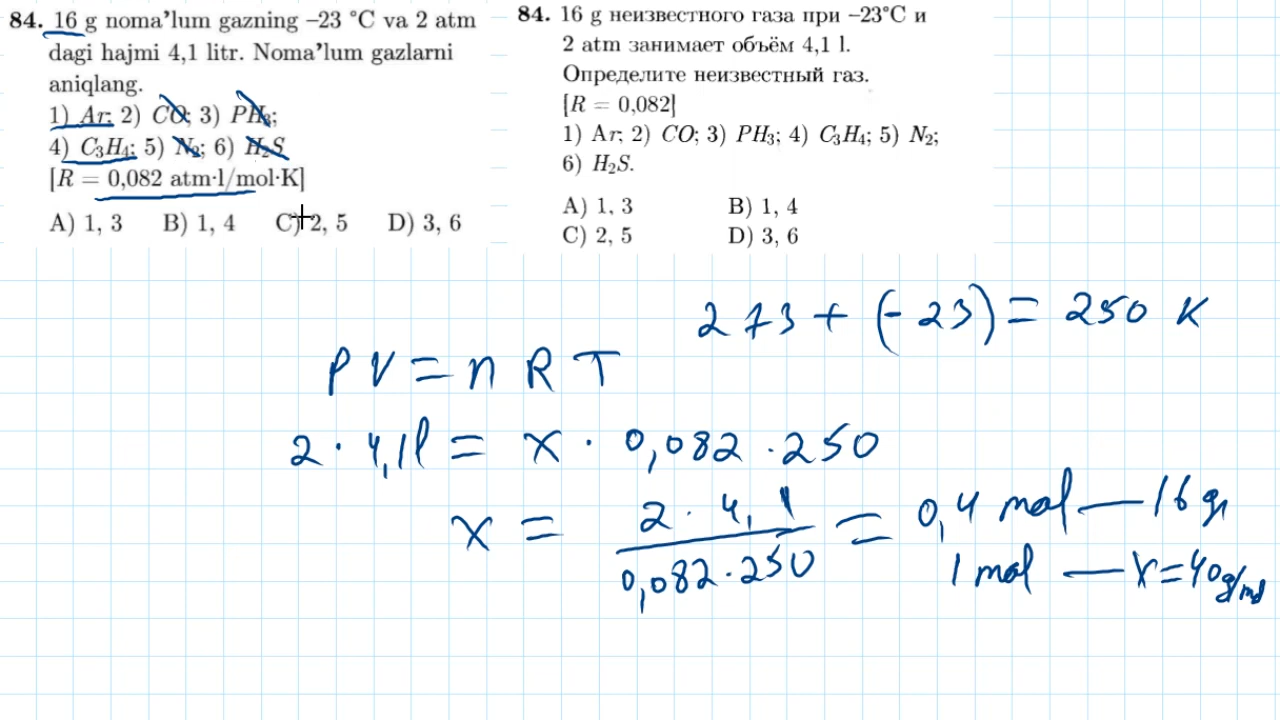 84. 16 g noma’lum gazning –23 °C va 2 atm
dagi hajmi 4,1 litr. Noma’lum gazlarni
aniqlang.
1) Ar; 2) CO; 3) PH₃;
4) C₃H₄; 5) N₂; 6) H₂S
[R = 0,082 atm·l/mol·K]
A) 1, 3 B) 1, 4 C) 2, 5 D) 3, 6
84. 16 g неизвестного газа при –23°C и
2 atm занимает объём 4,1 l.
Определите неизвестный газ.
[R = 0,082]
1) Ar; 2) CO; 3) PH₃; 4) C₃H₄; 5) N₂;
6) H₂S.
A) 1, 3 B) 1, 4
C) 2, 5 D) 3, 6
273 + (-23) = 250 K
PV = n R T
2 · 4,1l = x · 0,082 · 250
x = 2 · 4,1 / 0,082 · 250 = 0,4 mol — 16 g
1 mol — x = 40 g/mol